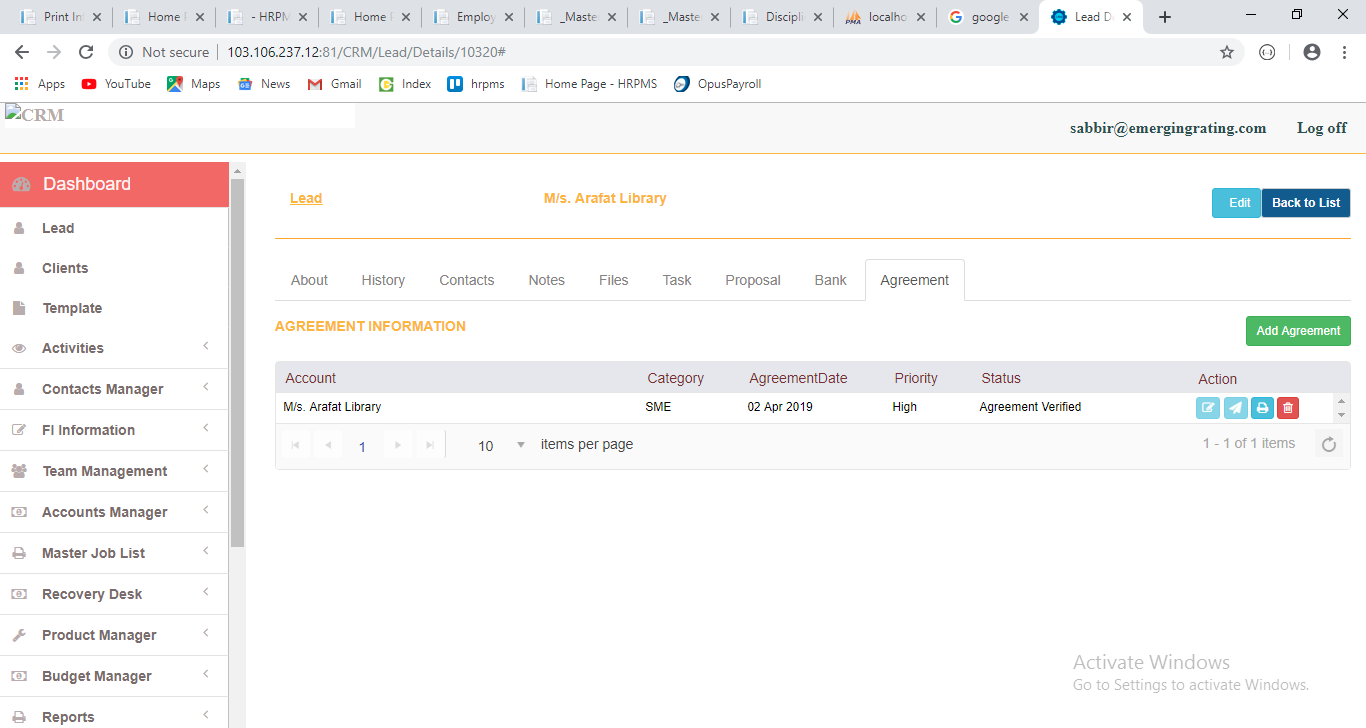 Print In
Home
- HRPM
Home
Employ
_Maste
_Maste
Discipli
localho
google
Lead D
Not secure
103.106.237.12:81/CRM/Lead/Details/10320#
Apps
YouTube
Maps
News
Gmail
Index
hrpms
Home Page - HRPMS
OpusPayroll
CRM
sabbir@emergingrating.com
Log off
Dashboard
Lead
Clients
Template
Activities
Contacts Manager
FI Information
Team Management
Accounts Manager
Master Job List
Recovery Desk
Product Manager
Budget Manager
Reports
Lead
M/s. Arafat Library
Edit
Back to List
About
History
Contacts
Notes
Files
Task
Proposal
Bank
Agreement
AGREEMENT INFORMATION
Add Agreement
Account Category AgreementDate Priority Status Action
M/s. Arafat Library SME 02 Apr 2019 High Agreement Verified
1
10
items per page
1 - 1 of 1 items
Activate Windows
Go to Settings to activate Windows.